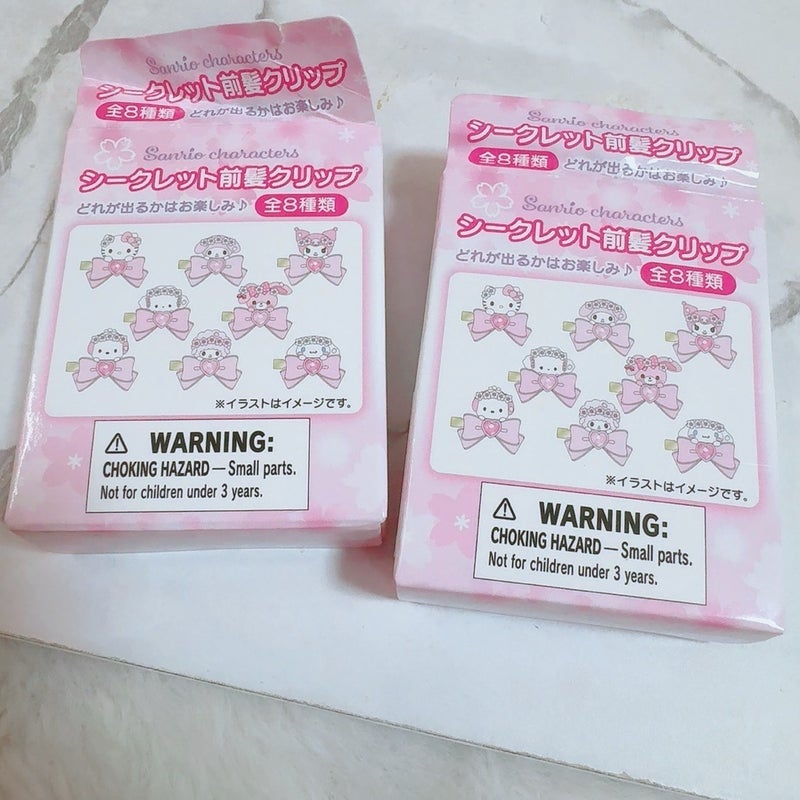 Sanrio characters
シークレット前髪クリップ
全8種類 どれが出るかはお楽しみ♪
Sanrio characters
シークレット前髪クリップ
どれが出るかはお楽しみ♪ 全8種類
※イラストはイメージです。
⚠ WARNING:
CHOKING HAZARD — Small parts.
Not for children under 3 years.
Sanrio characters
シークレット前髪クリップ
全8種類 どれが出るかはお楽しみ♪
Sanrio characters
シークレット前髪クリップ
どれが出るかはお楽しみ♪ 全8種類
※イラストはイメージです。
⚠ WARNING:
CHOKING HAZARD — Small parts.
Not for children under 3 years.